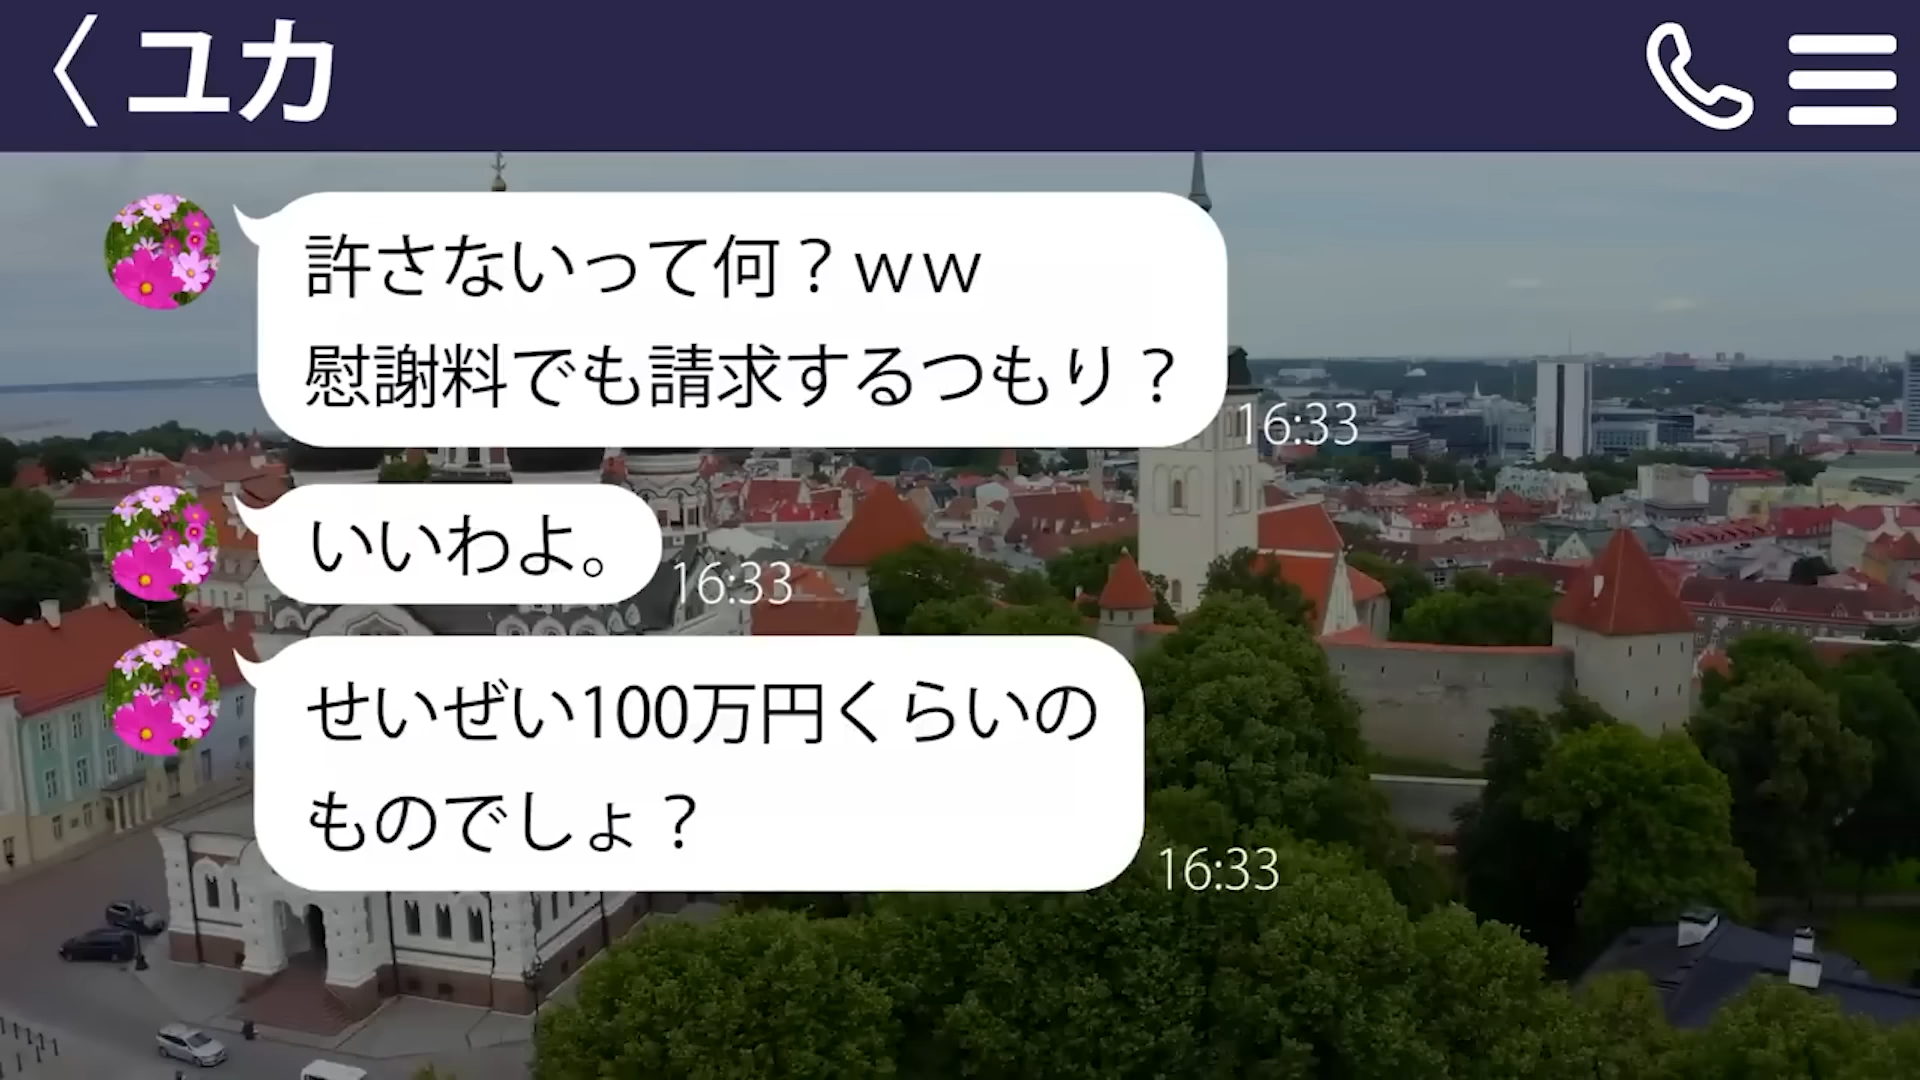 ユカ
許さないって何？ｗｗ
慰謝料でも請求するつもり？
16:33
いいわよ。
16:33
せいぜい100万円くらいの
ものでしょ？
16:33